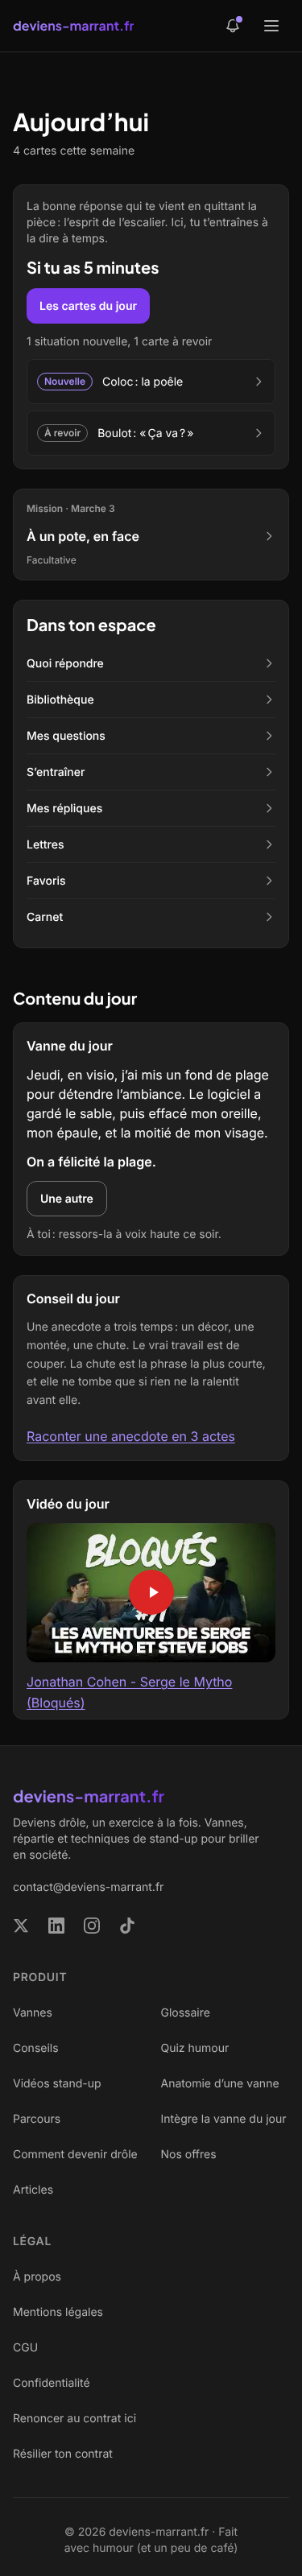 deviens-marrant.fr
Aujourd’hui
4 cartes cette semaine
La bonne réponse qui te vient en quittant la
pièce : l’esprit de l’escalier. Ici, tu t’entraînes à
la dire à temps.
Si tu as 5 minutes
Les cartes du jour
1 situation nouvelle, 1 carte à revoir
Nouvelle Coloc : la poêle
À revoir Boulot : « Ça va ? »
Mission · Marche 3
À un pote, en face
Facultative
Dans ton espace
Quoi répondre
Bibliothèque
Mes questions
S’entraîner
Mes répliques
Lettres
Favoris
Carnet
Contenu du jour
Vanne du jour
Jeudi, en visio, j’ai mis un fond de plage
pour détendre l’ambiance. Le logiciel a
gardé le sable, puis effacé mon oreille,
mon épaule, et la moitié de mon visage.
On a félicité la plage.
Une autre
À toi : ressors-la à voix haute ce soir.
Conseil du jour
Une anecdote a trois temps : un décor, une
montée, une chute. Le vrai travail est de
couper. La chute est la phrase la plus courte,
et elle ne tombe que si rien ne la ralentit
avant elle.
Raconter une anecdote en 3 actes
Vidéo du jour
BLOQUÉS
#71
LES AVENTURES DE SERGE
LE MYTHO ET STEVE JOBS
Jonathan Cohen - Serge le Mytho
(Bloqués)
deviens-marrant.fr
Deviens drôle, un exercice à la fois. Vannes,
répartie et techniques de stand-up pour briller
en société.
contact@deviens-marrant.fr
PRODUIT
Vannes Glossaire
Conseils Quiz humour
Vidéos stand-up Anatomie d’une vanne
Parcours Intègre la vanne du jour
Comment devenir drôle Nos offres
Articles
LÉGAL
À propos
Mentions légales
CGU
Confidentialité
Renoncer au contrat ici
Résilier ton contrat
© 2026 deviens-marrant.fr · Fait
avec humour (et un peu de café)